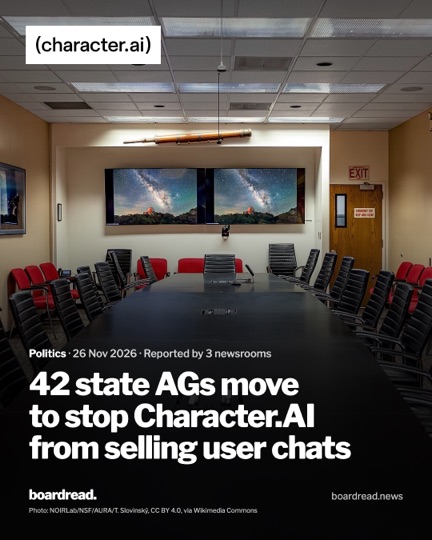 (character.ai)
EXIT
Politics · 26 Nov 2026 · Reported by 3 newsrooms
42 state AGs move
to stop Character.AI
from selling user chats
boardread.
boardread.news
Photo: NOIRLab/NSF/AURA/T. Slovinský, CC BY 4.0, via Wikimedia Commons